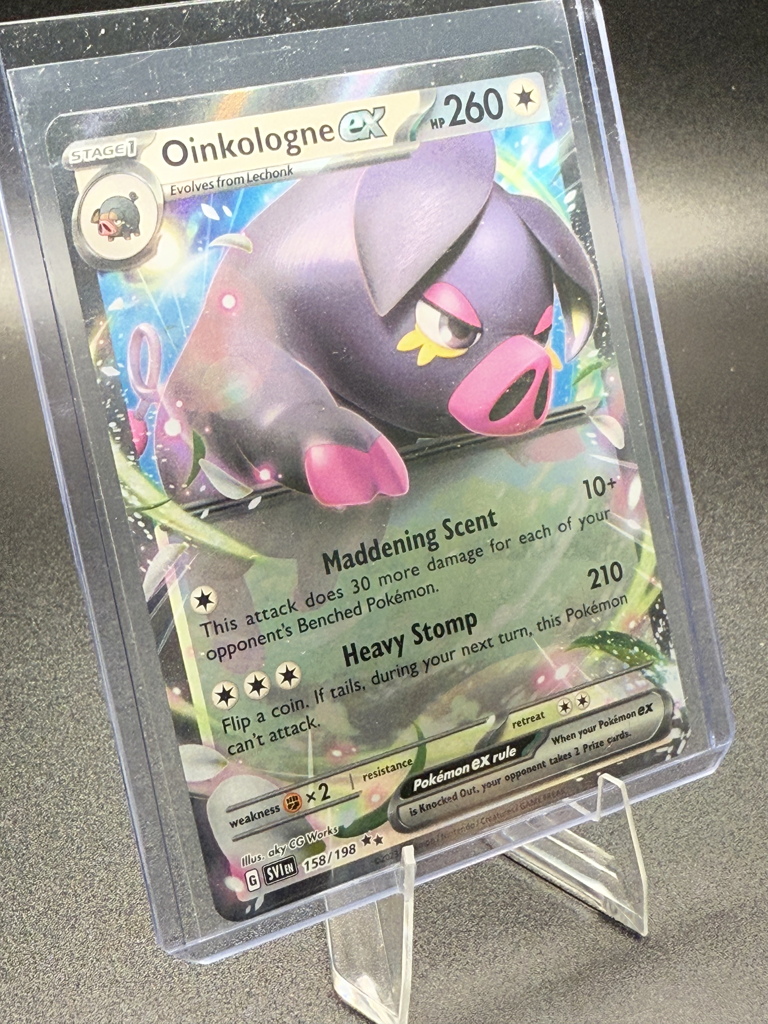 STAGE1 Oinkologne ex HP 260
Evolves from Lechonk
Maddening Scent 10+
This attack does 30 more damage for each of your
opponent's Benched Pokémon.
Heavy Stomp 210
Flip a coin. If tails, during your next turn, this Pokémon
can't attack.
weakness ×2 resistance retreat
Pokémon ex rule When your Pokémon ex
is Knocked Out, your opponent takes 2 Prize cards.
Illus. aky CG Works
G SVI EN 158/198